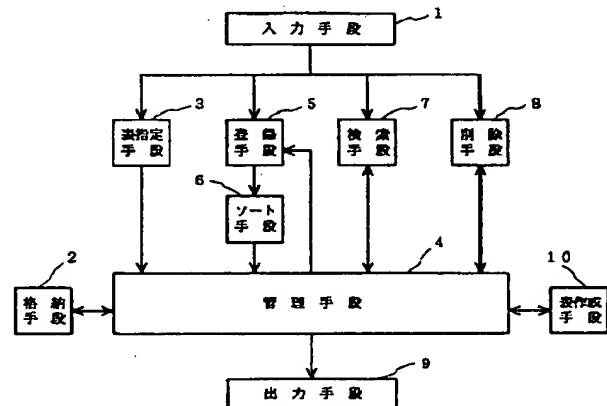 1
入力手段
3
5
7
8
表指定
手段
登録
手段
検索
手段
削除
手段
6
ソート
手段
4
2
10
格納
手段
管理手段
表作成
手段
9
出力手段